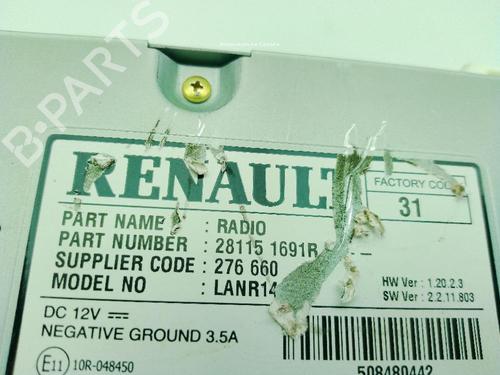 B-PARTS
RENAULT
FACTORY CODE
31
PART NAME : RADIO
PART NUMBER : 28115 1691R
SUPPLIER CODE : 276 660
MODEL NO : LANR14
HW Ver : 1.20.2.3
SW Ver : 2.2.11.803
DC 12V
NEGATIVE GROUND 3.5A
E11 10R-048450
508480442